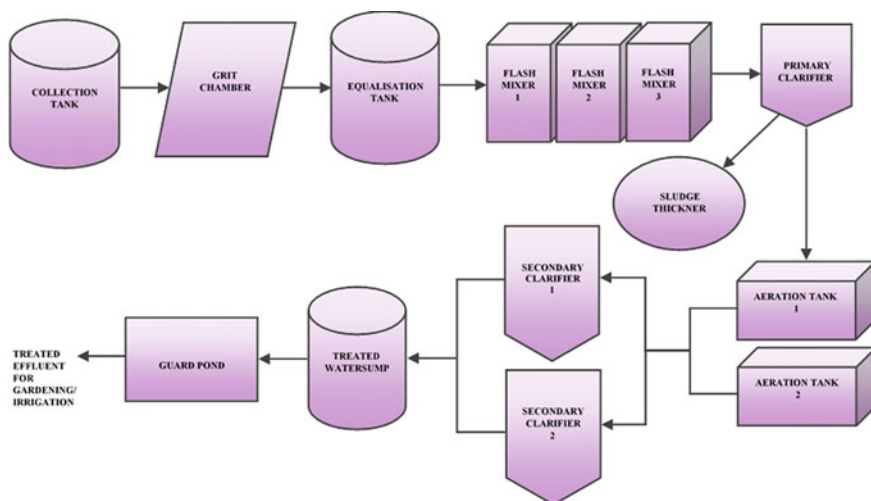 COLLECTION
TANK
GRIT
CHAMBER
EQUALISATION
TANK
FLASH
MIXER
1
FLASH
MIXER
2
FLASH
MIXER
3
PRIMARY
CLARIFIER
SLUDGE
THICKNER
AERATION TANK
1
AERATION TANK
2
SECONDARY
CLARIFIER
1
SECONDARY
CLARIFIER
2
TREATED
WATERSUMP
GUARD POND
TREATED
EFFLUENT
FOR
GARDENING/
IRRIGATION